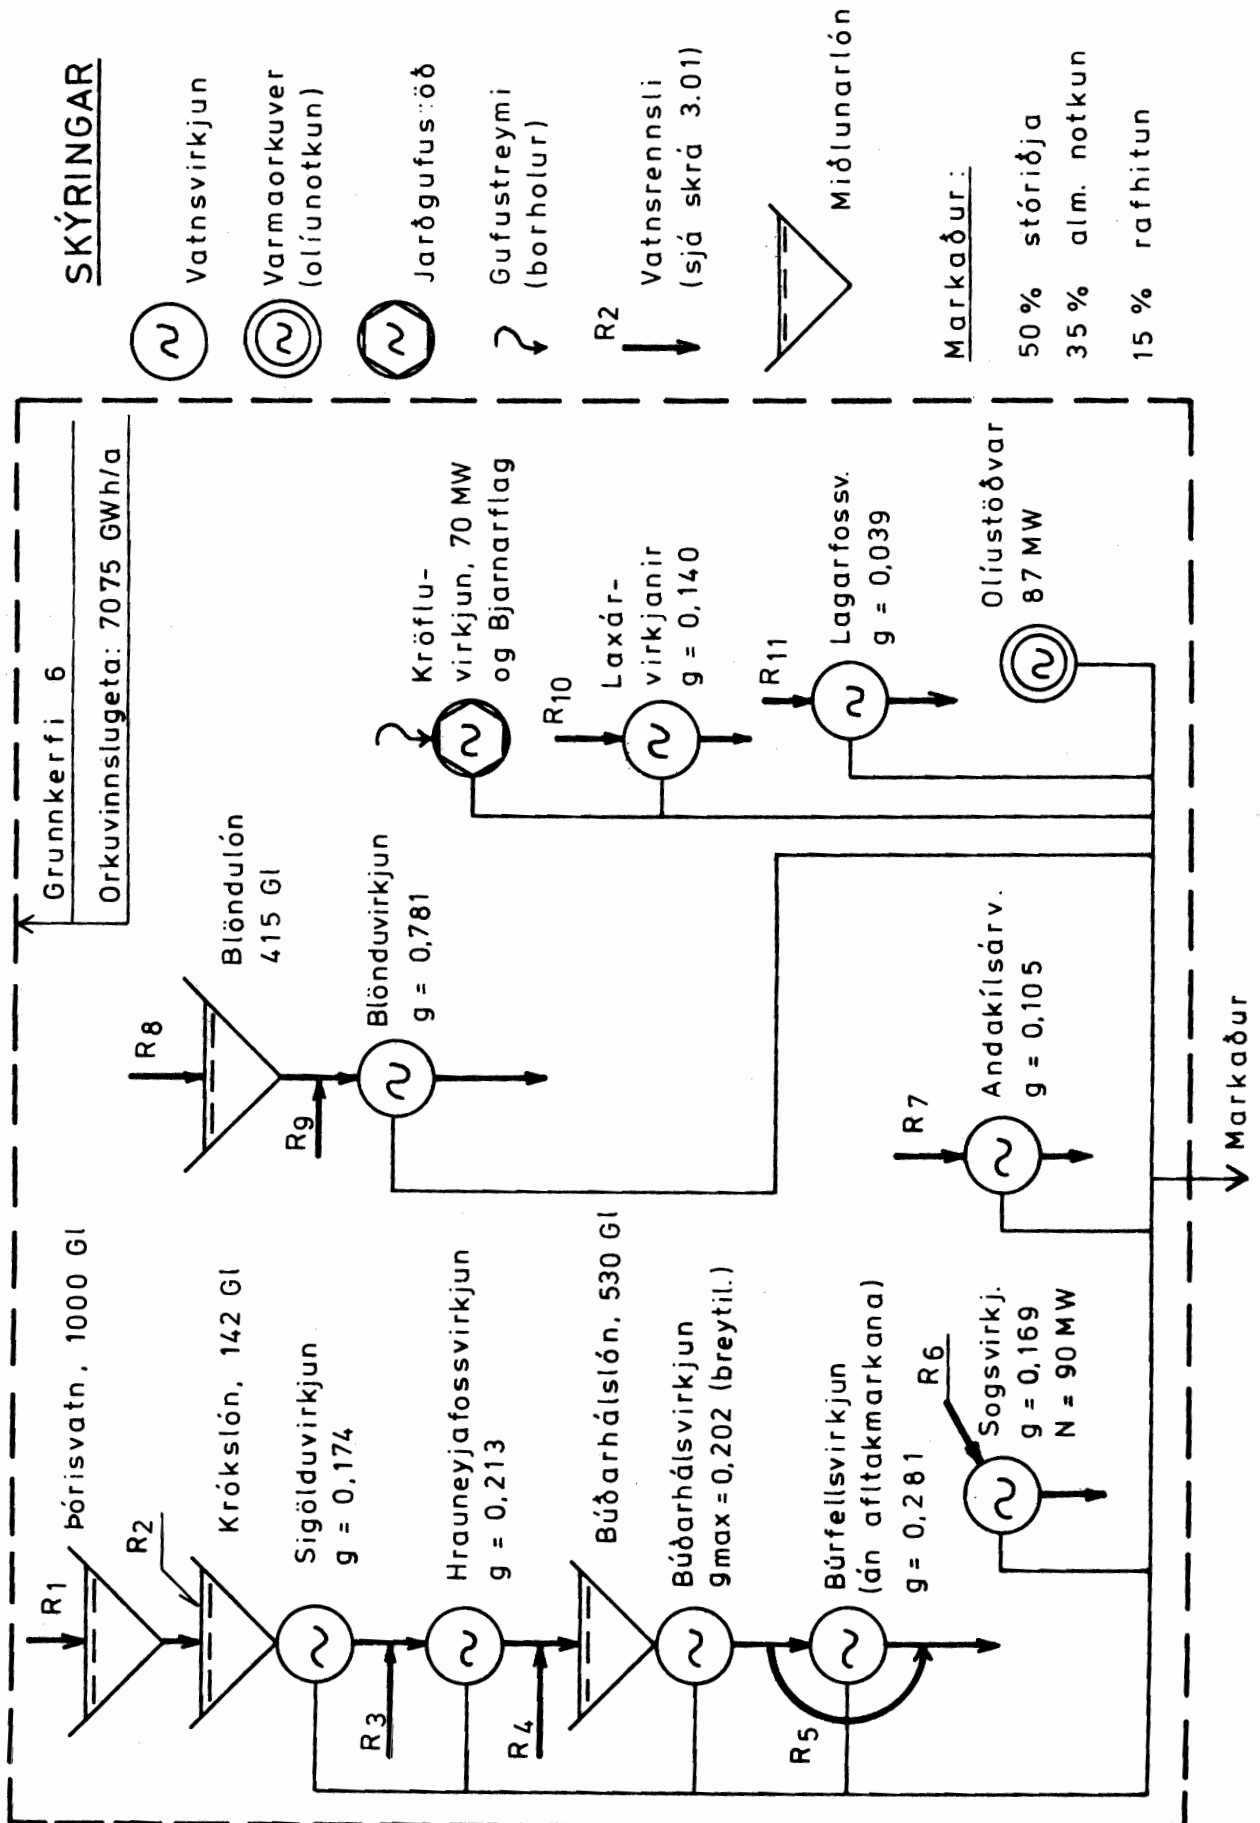 Grunnkerfi 6
Orkuvinnslugeta: 7075 GWh/a
R1
Þórisvatn, 1000 Gl
R2
Krókslón, 142 Gl
Sigölduvirkjun
g = 0,174
R3
Hrauneyjafossvirkjun
g = 0,213
R4
Búðarhálslón, 530 Gl
Búðarhálsvirkjun
gmax = 0,202 (breytil.)
R5
Búrfellsvirkjun
(án afltakmarkana)
g = 0,281
R6
Sogsvirkj.
g = 0,169
N = 90 MW
R8
Blöndulón
415 Gl
R9
Blönduvirkjun
g = 0,781
R7
Andakílsárv.
g = 0,105
Kröflu-
virkjun, 70 MW
og Bjarnarflag
R10
Laxár-
virkjanir
g = 0,140
R11
Lagarfossv.
g = 0,039
Olíustöðvar
87 MW
Markaður
SKÝRINGAR
Vatnsvirkjun
Varmaorkuver
(olíunotkun)
Jarðgufus::öð
Gufustreymi
(borholur)
R2
Vatnsrennsli
(sjá skrá 3.01)
Miðlunarlón
Markaður:
50 % stóriðja
35 % alm. notkun
15 % rafhitun